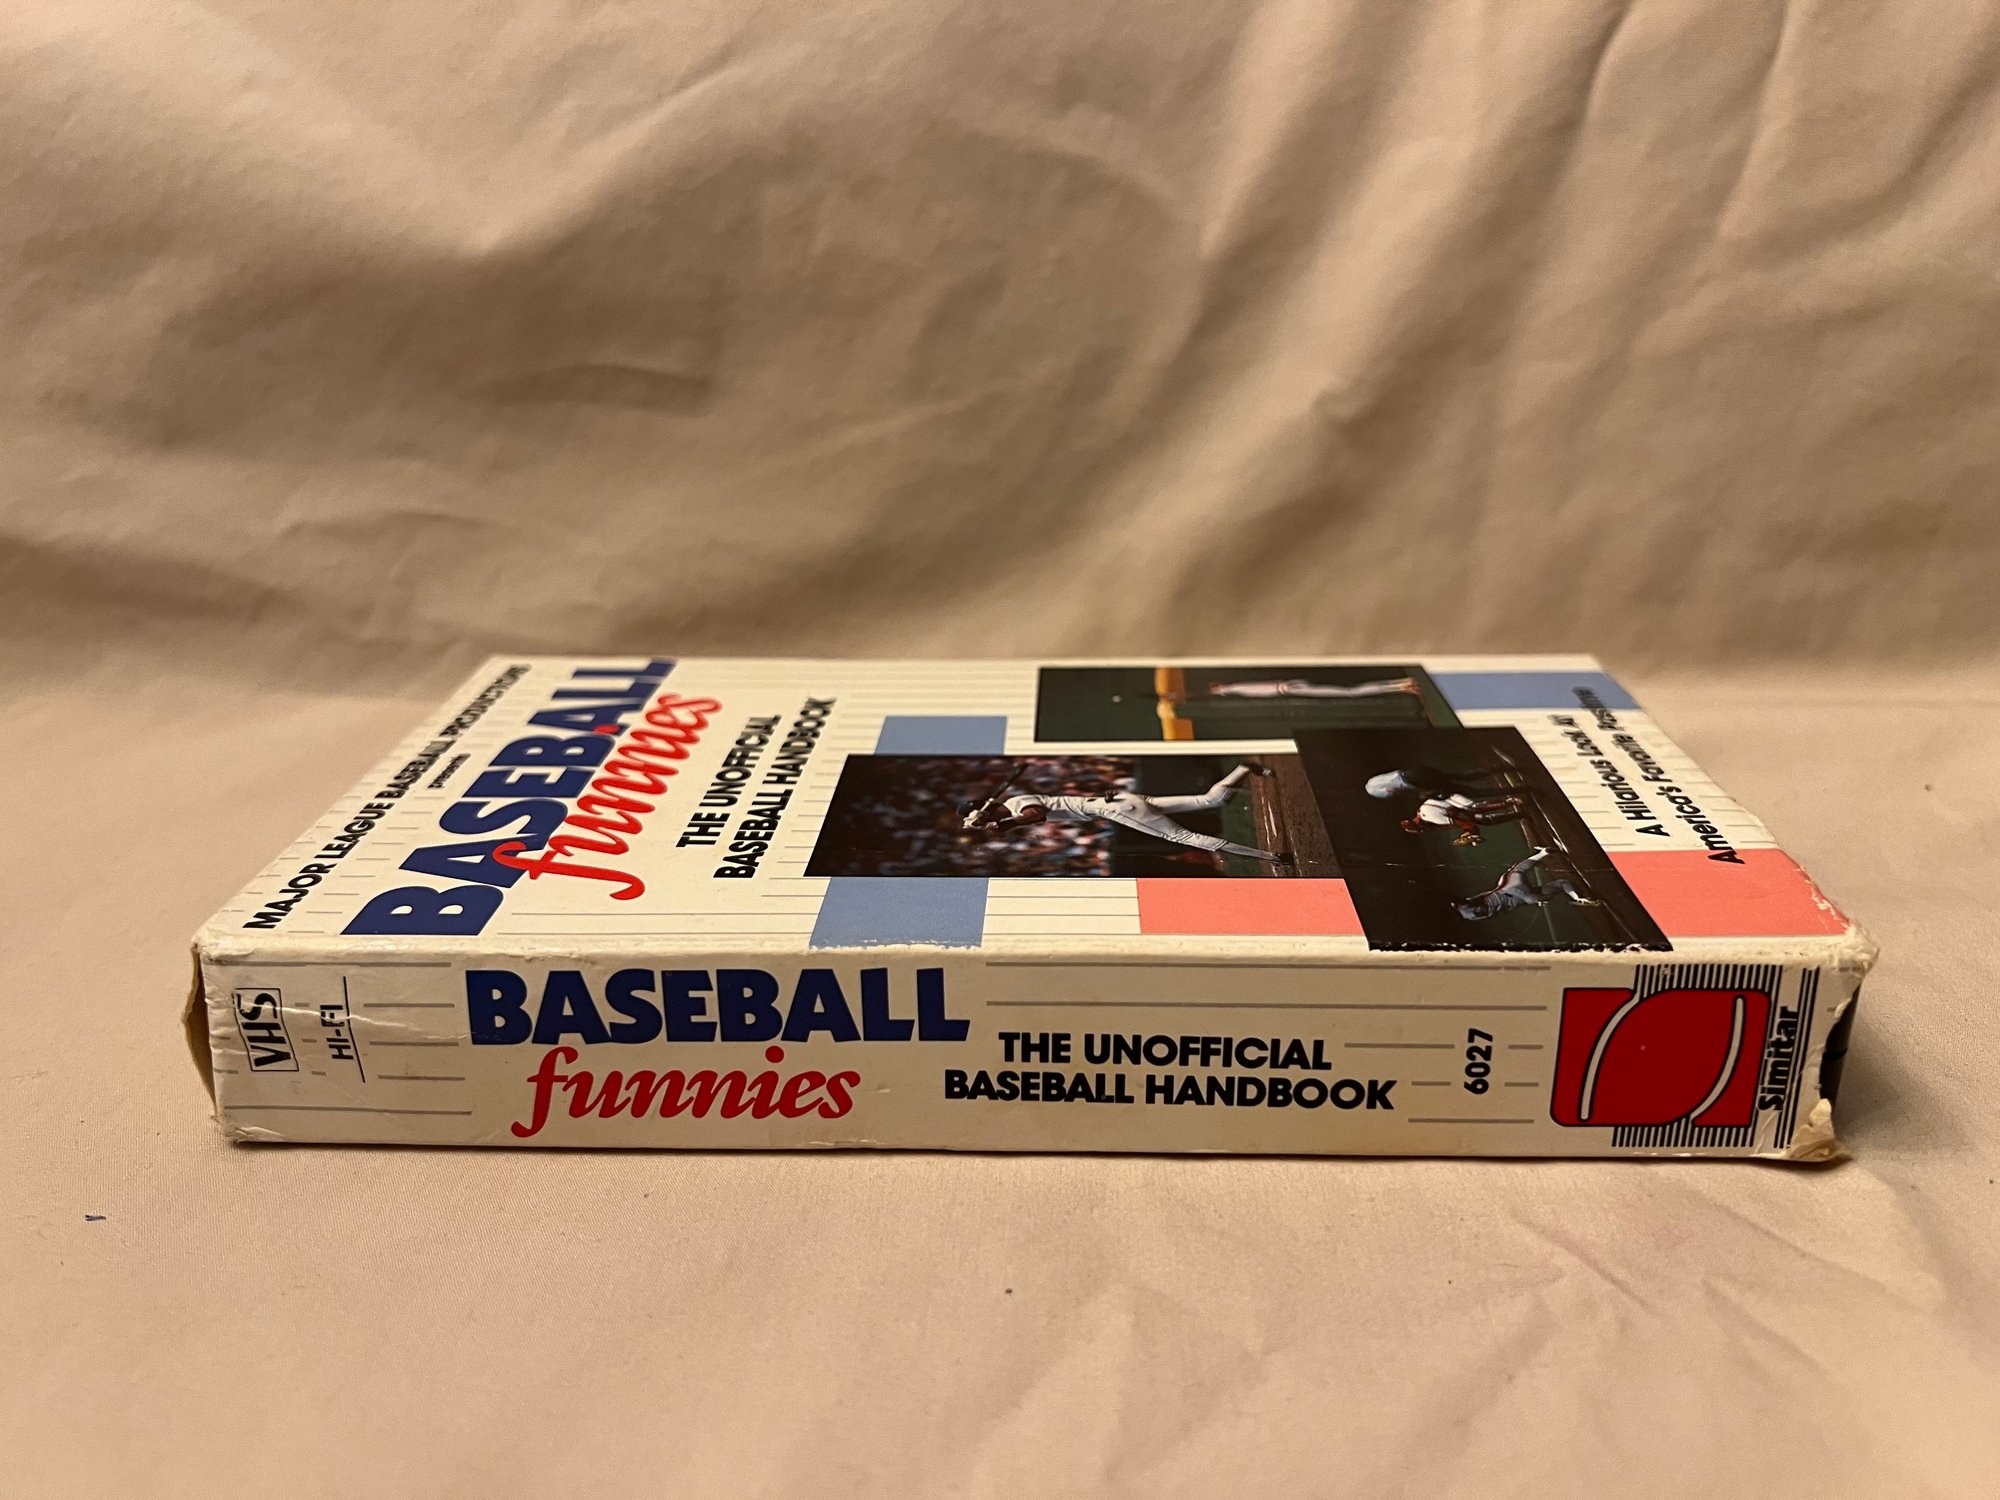 MAJOR LEAGUE BASEBALL PRODUCTIONS
presents
BASEBALL
funnies
THE UNOFFICIAL
BASEBALL HANDBOOK
A Hilarious Look At
America's Favorite Pastime
VHS
HI-FI
BASEBALL
funnies
THE UNOFFICIAL
BASEBALL HANDBOOK
6027
Simitar